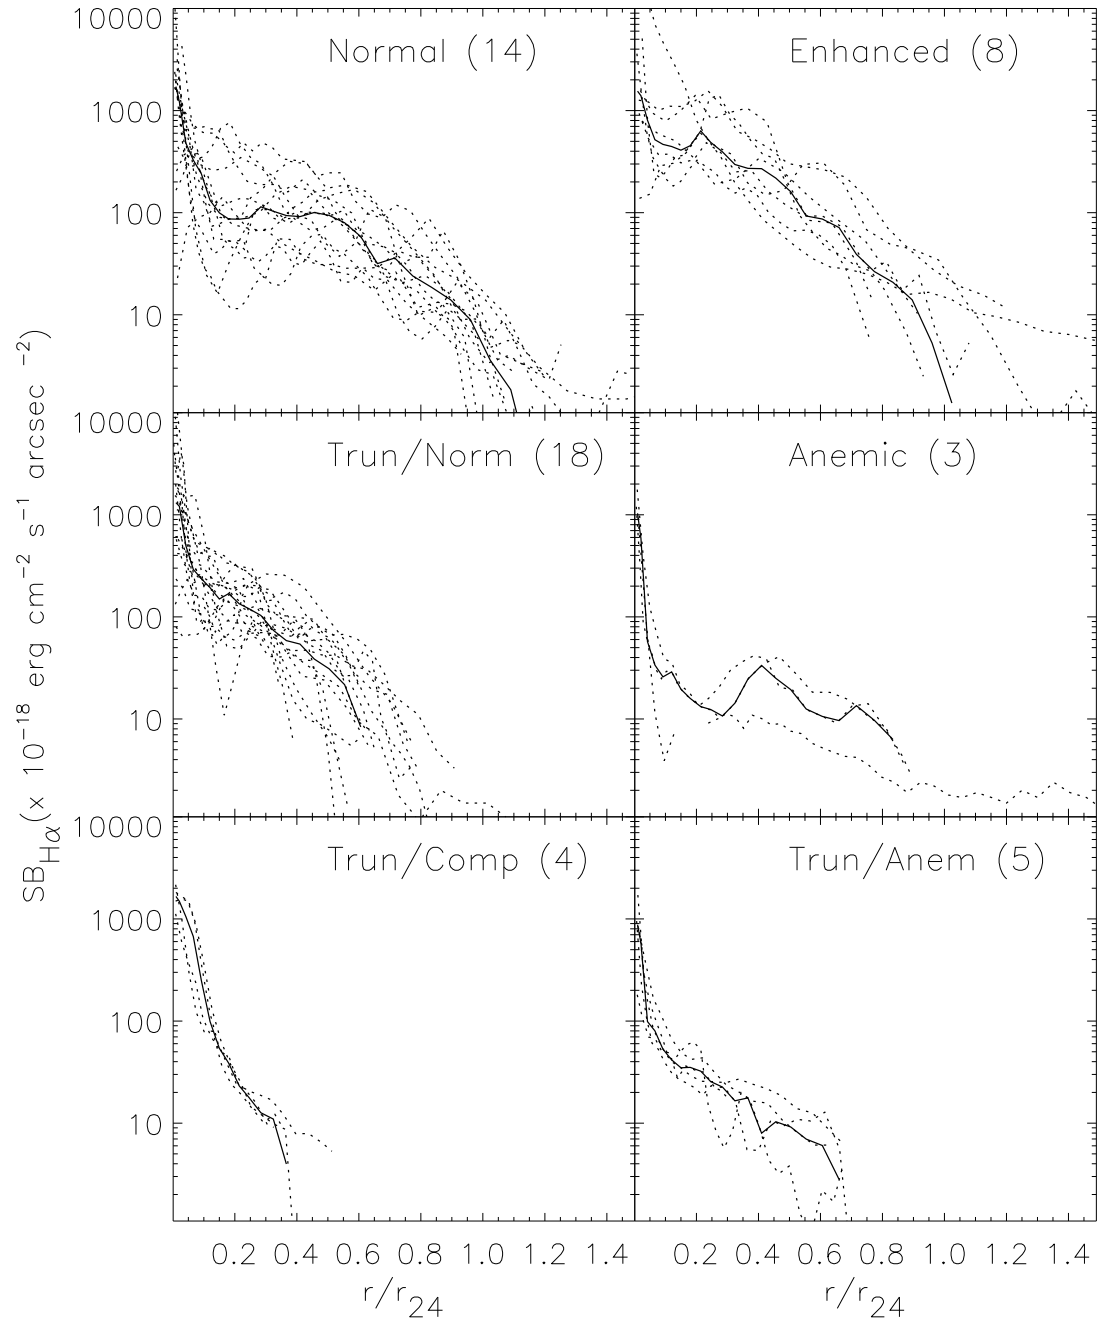 Normal (14)
Enhanced (8)
10000
1000
100
10
Trun/Norm (18)
Anemic (3)
10000
1000
100
10
Trun/Comp (4)
Trun/Anem (5)
10000
1000
100
10
SB_Hα (x 10^−18 erg cm^−2 s^−1 arcsec^−2)
0.2 0.4 0.6 0.8 1.0 1.2 1.4
0.2 0.4 0.6 0.8 1.0 1.2 1.4
r/r_24
r/r_24